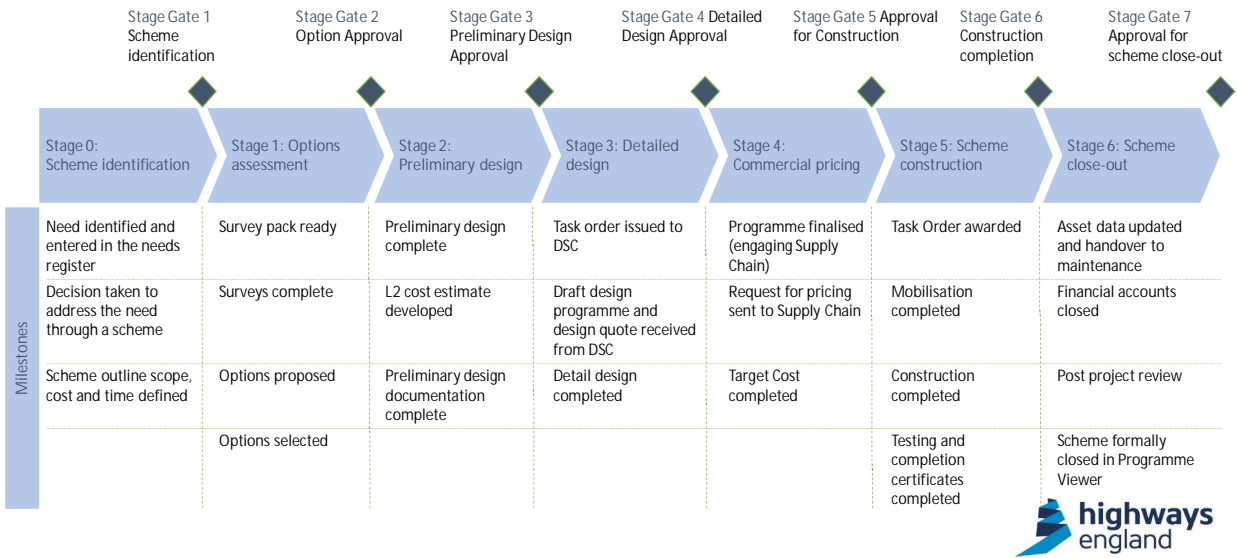 Stage Gate 1
Scheme
identification
Stage Gate 2
Option Approval
Stage Gate 3
Preliminary Design
Approval
Stage Gate 4 Detailed
Design Approval
Stage Gate 5 Approval
for Construction
Stage Gate 6
Construction
completion
Stage Gate 7
Approval for
scheme close-out
Stage 0:
Scheme identification
Stage 1: Options
assessment
Stage 2:
Preliminary design
Stage 3: Detailed
design
Stage 4:
Commercial pricing
Stage 5: Scheme
construction
Stage 6: Scheme
close-out
Milestones
Need identified and
entered in the needs
register
Survey pack ready
Preliminary design
complete
Task order issued to
DSC
Programme finalised
(engaging Supply
Chain)
Task Order awarded
Asset data updated
and handover to
maintenance
Decision taken to
address the need
through a scheme
Surveys complete
L2 cost estimate
developed
Draft design
programme and
design quote received
from DSC
Request for pricing
sent to Supply Chain
Mobilisation
completed
Financial accounts
closed
Scheme outline scope,
cost and time defined
Options proposed
Preliminary design
documentation
complete
Detail design
completed
Target Cost
completed
Construction
completed
Post project review
Options selected
Testing and
completion
certificates
completed
Scheme formally
closed in Programme
Viewer
highways
england